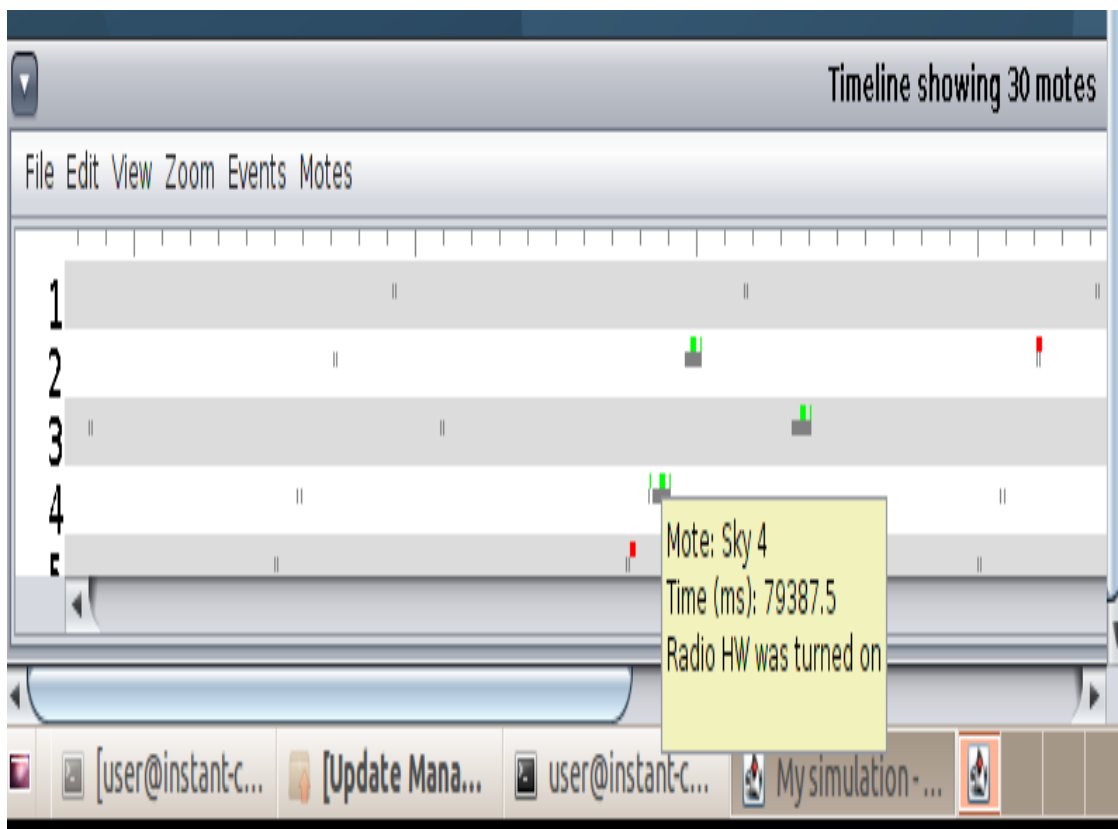 Timeline showing 30 motes
File Edit View Zoom Events Motes
1
2
3
4
5
Mote: Sky 4
Time (ms): 79387.5
Radio HW was turned on
[user@instant-c... [Update Mana... user@instant-c... My simulation - ...